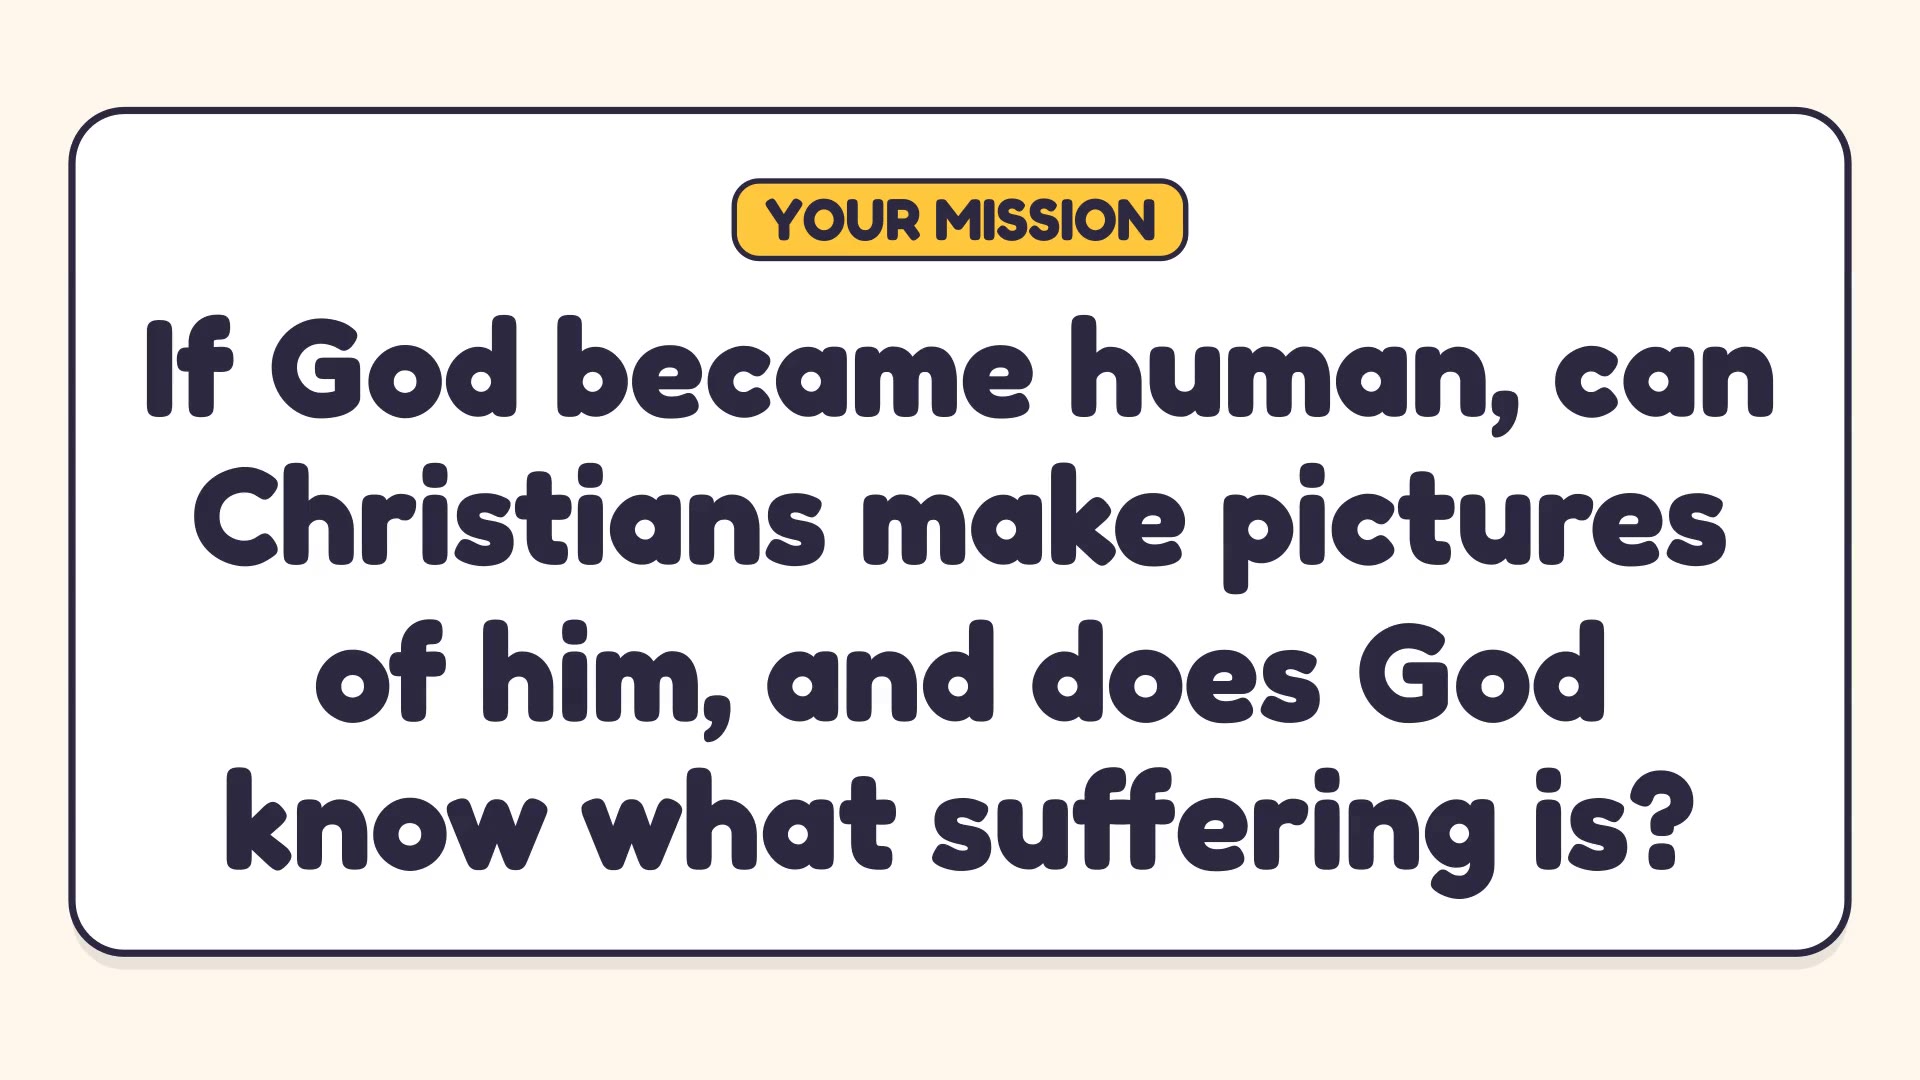 YOUR MISSION
If God became human, can
Christians make pictures
of him, and does God
know what suffering is?